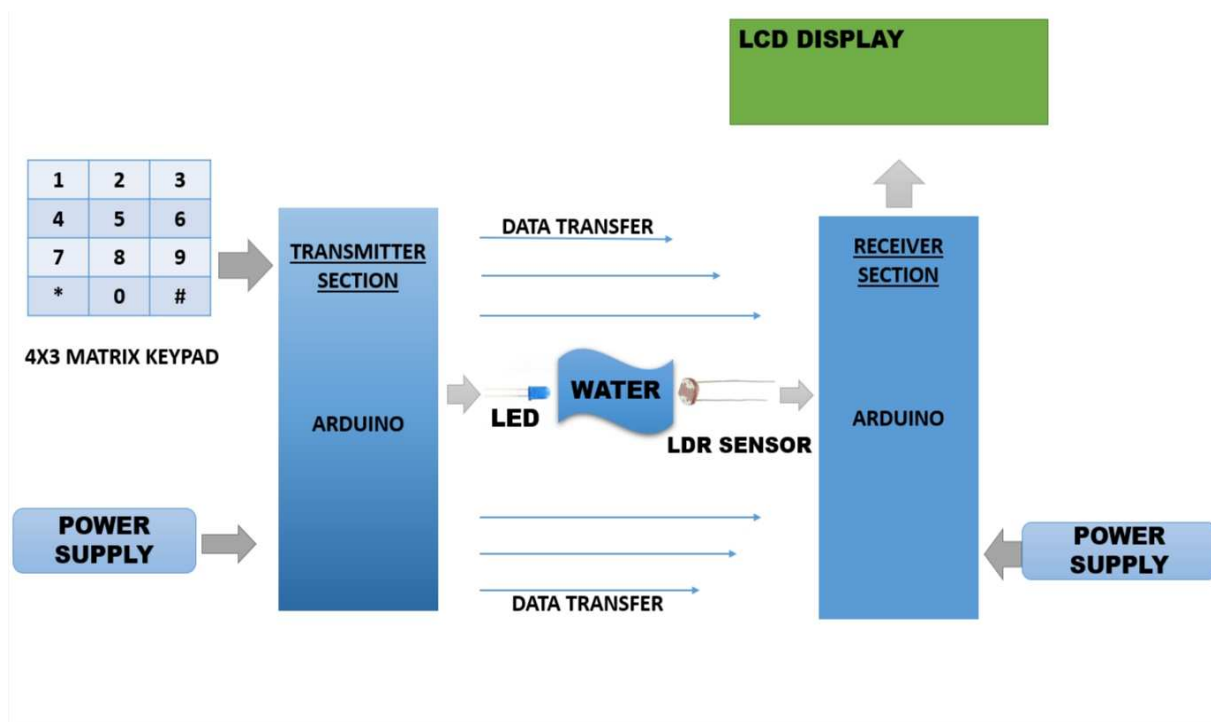 LCD DISPLAY
1 2 3
4 5 6
7 8 9
* 0 #
4X3 MATRIX KEYPAD
TRANSMITTER
SECTION
ARDUINO
POWER
SUPPLY
DATA TRANSFER
LED
WATER
LDR SENSOR
DATA TRANSFER
RECEIVER
SECTION
ARDUINO
POWER
SUPPLY